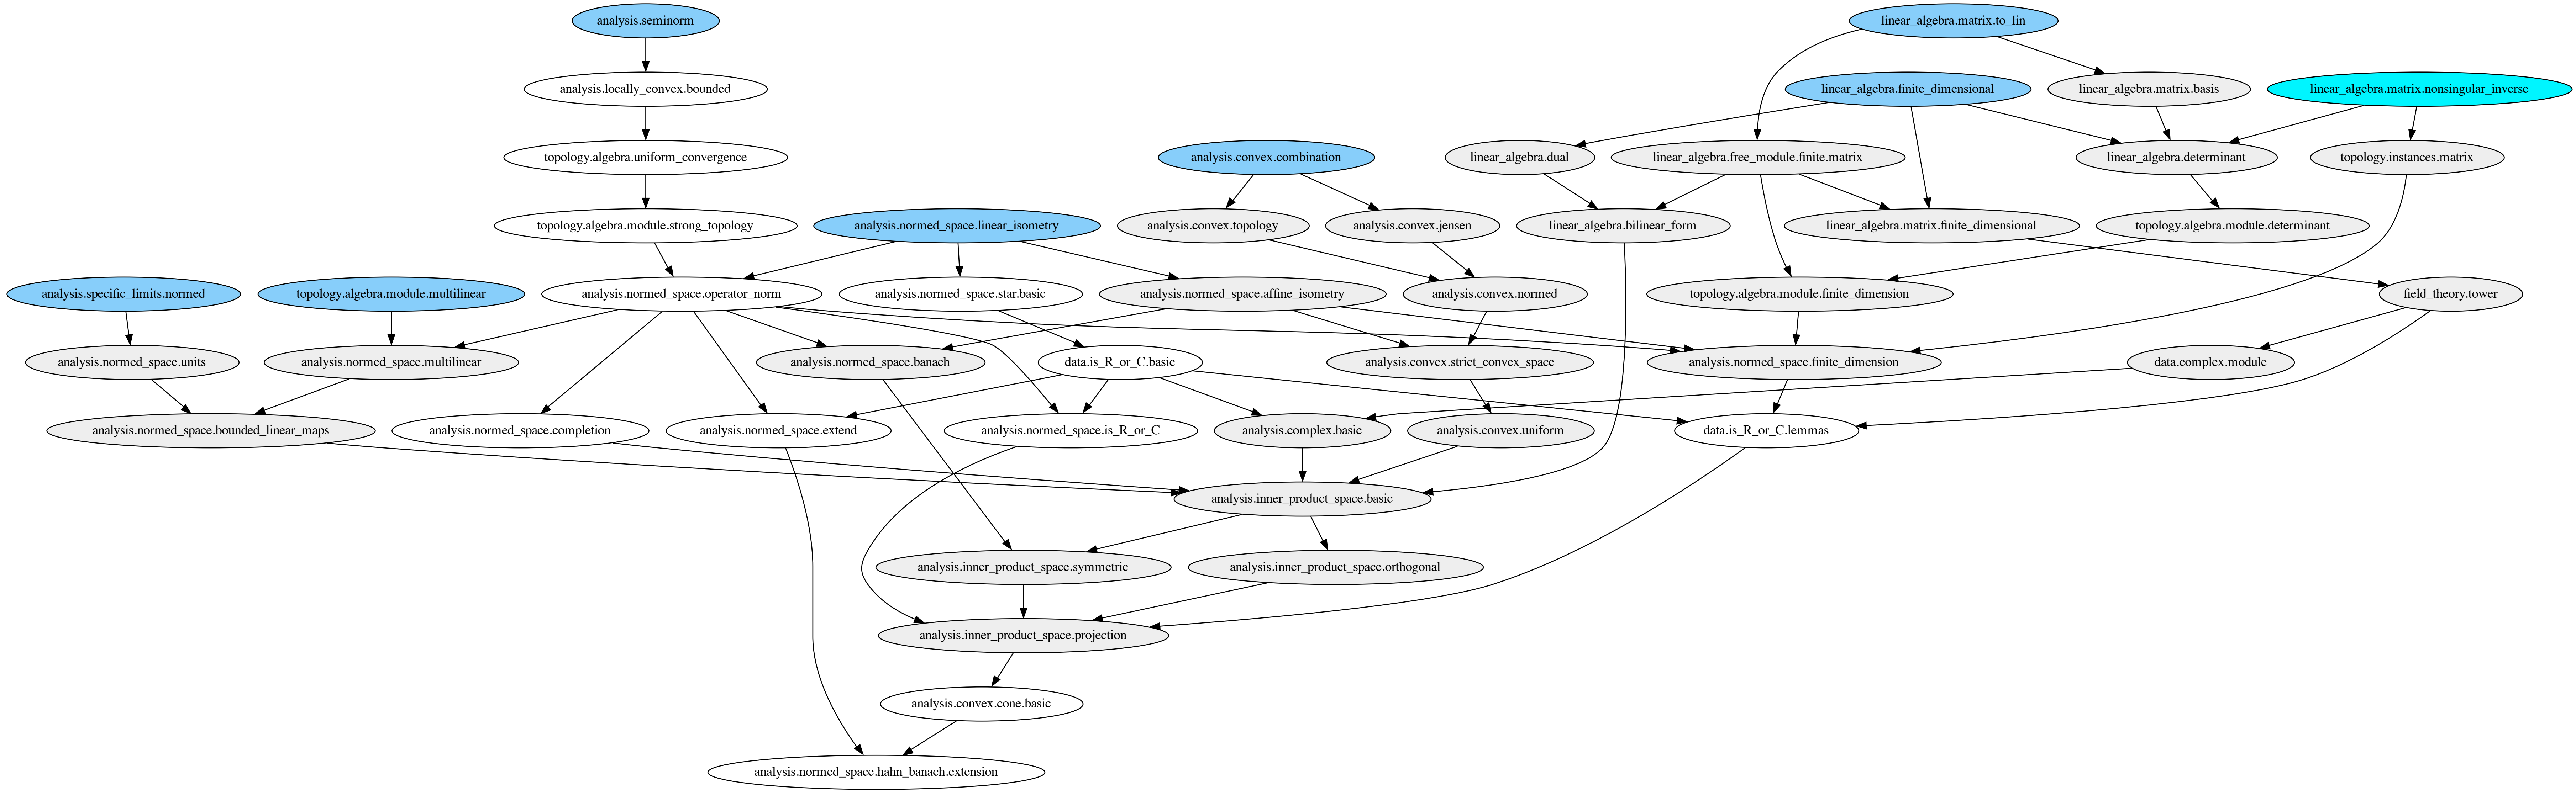 analysis.seminorm
linear_algebra.matrix.to_lin
analysis.locally_convex.bounded
linear_algebra.finite_dimensional
linear_algebra.matrix.basis
linear_algebra.matrix.nonsingular_inverse
topology.algebra.uniform_convergence
analysis.convex.combination
linear_algebra.dual
linear_algebra.free_module.finite.matrix
linear_algebra.determinant
topology.instances.matrix
topology.algebra.module.strong_topology
analysis.normed_space.linear_isometry
analysis.convex.topology
analysis.convex.jensen
linear_algebra.bilinear_form
linear_algebra.matrix.finite_dimensional
topology.algebra.module.determinant
analysis.specific_limits.normed
topology.algebra.module.multilinear
analysis.normed_space.operator_norm
analysis.normed_space.star.basic
analysis.normed_space.affine_isometry
analysis.convex.normed
topology.algebra.module.finite_dimension
field_theory.tower
analysis.normed_space.units
analysis.normed_space.multilinear
analysis.normed_space.banach
data.is_R_or_C.basic
analysis.convex.strict_convex_space
analysis.normed_space.finite_dimension
data.complex.module
analysis.normed_space.bounded_linear_maps
analysis.normed_space.completion
analysis.normed_space.extend
analysis.normed_space.is_R_or_C
analysis.complex.basic
analysis.convex.uniform
data.is_R_or_C.lemmas
analysis.inner_product_space.basic
analysis.inner_product_space.symmetric
analysis.inner_product_space.orthogonal
analysis.inner_product_space.projection
analysis.convex.cone.basic
analysis.normed_space.hahn_banach.extension